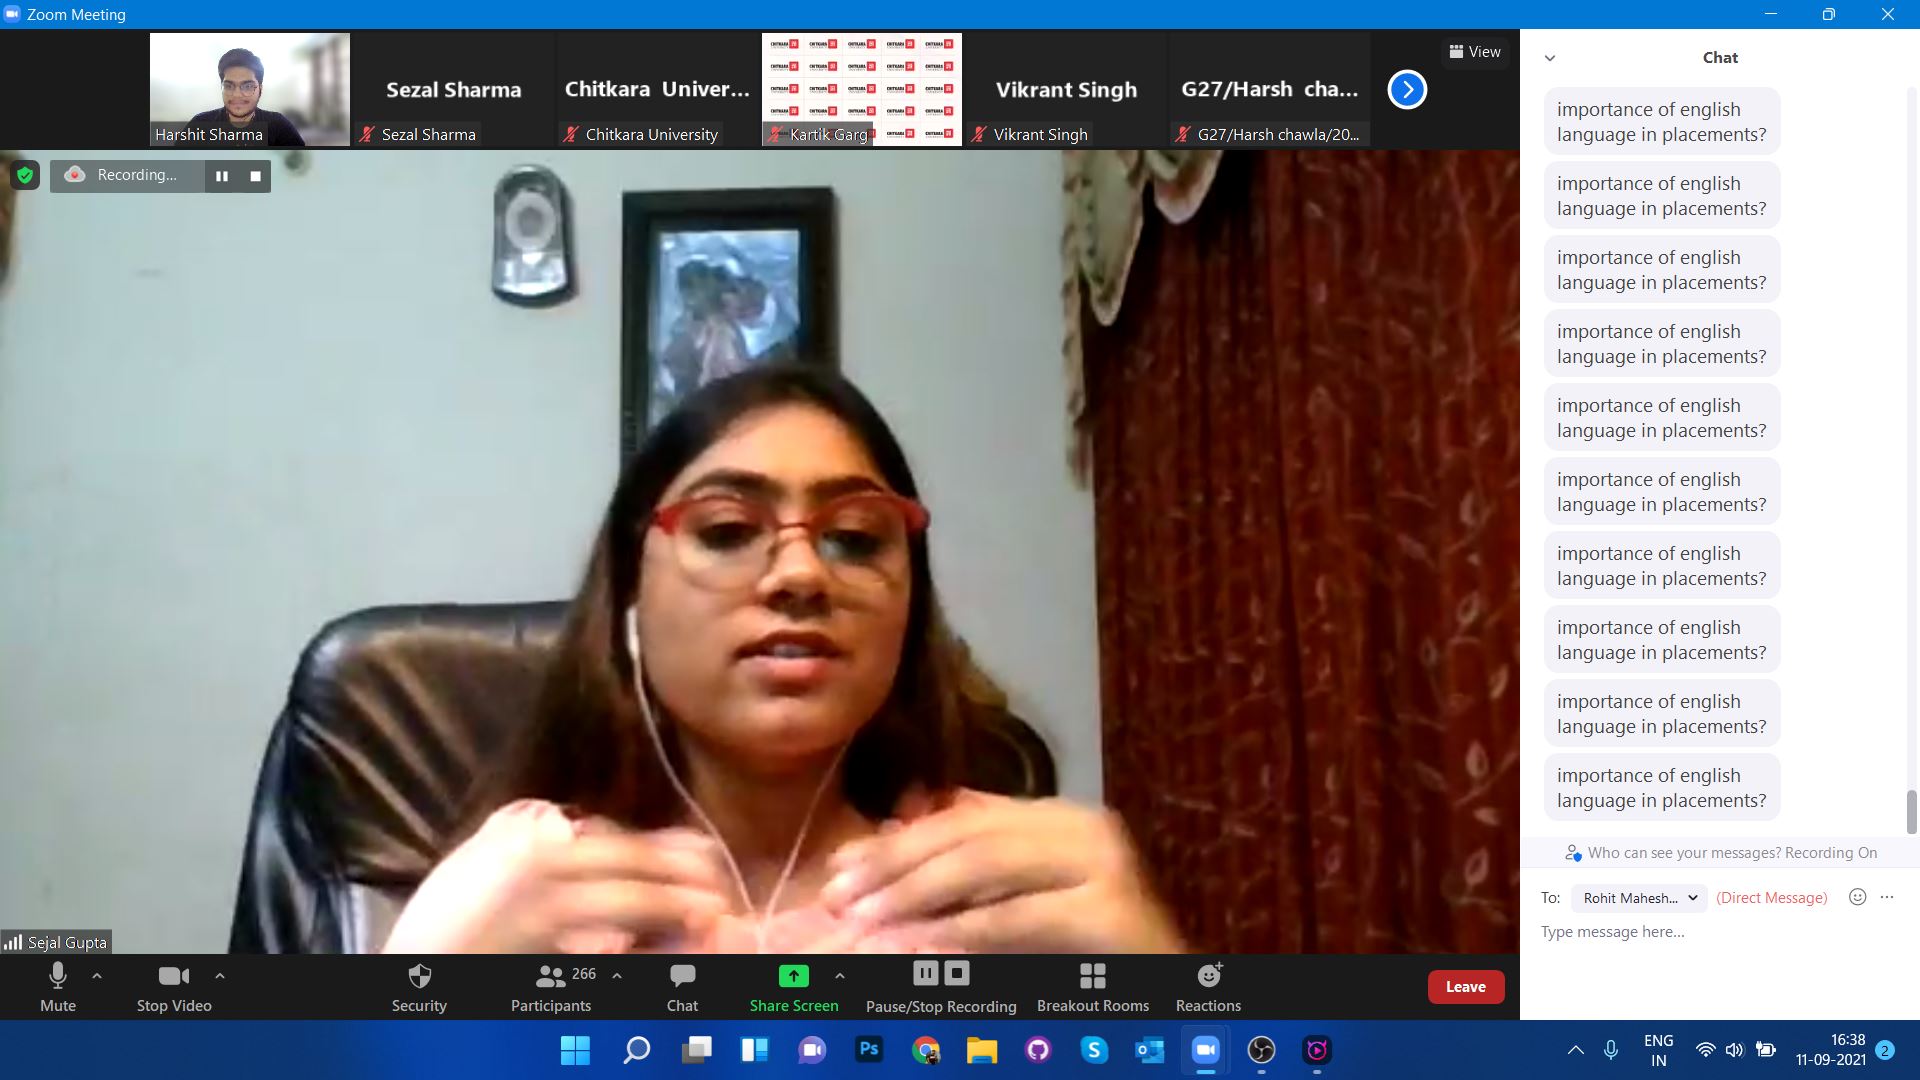 Zoom Meeting
View
Harshit Sharma
Sezal Sharma
Sezal Sharma
Chitkara Univer...
Chitkara University
Kartik Garg
Vikrant Singh
Vikrant Singh
G27/Harsh cha...
G27/Harsh chawla/20...
Recording...
Sejal Gupta
Chat
importance of english
language in placements?
importance of english
language in placements?
importance of english
language in placements?
importance of english
language in placements?
importance of english
language in placements?
importance of english
language in placements?
importance of english
language in placements?
importance of english
language in placements?
importance of english
language in placements?
importance of english
language in placements?
Who can see your messages? Recording On
To: Rohit Mahesh... (Direct Message)
Type message here...
Mute
Stop Video
Security
266
Participants
Chat
Share Screen
Pause/Stop Recording
Breakout Rooms
Reactions
Leave
Ps
ENG
IN
16:38
11-09-2021
2